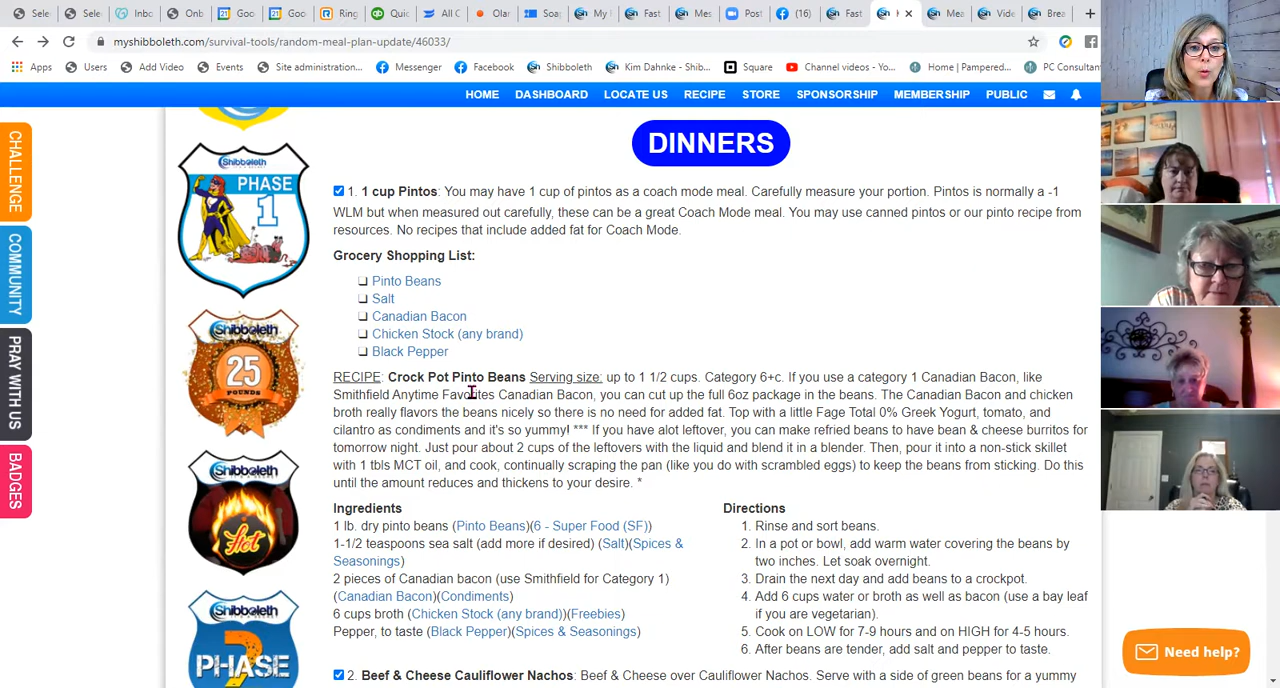 Sele
Sele
Inbo
Onb
Goo
Goo
Ring
Quic
All C
Olar
Soap
My
Fast
Mes
Post
(16)
Fast
Mea
Vide
Brea
myshibboleth.com/survival-tools/random-meal-plan-update/46033/
Apps
Users
Add Video
Events
Site administration...
Messenger
Facebook
Shibboleth
Kim Dahnke - Shib...
Square
Channel videos - Yo...
Home | Pampered...
PC Consultant
HOME
DASHBOARD
LOCATE US
RECIPE
STORE
SPONSORSHIP
MEMBERSHIP
PUBLIC
CHALLENGE
COMMUNITY
PRAY WITH US
BADGES
Shibboleth
PHASE
1
Shibboleth
25
POUNDS
Shibboleth
Hot
Shibboleth
PHASE
2
DINNERS
1. 1 cup Pintos: You may have 1 cup of pintos as a coach mode meal. Carefully measure your portion. Pintos is normally a -1
WLM but when measured out carefully, these can be a great Coach Mode meal. You may use canned pintos or our pinto recipe from
resources. No recipes that include added fat for Coach Mode.
Grocery Shopping List:
❑ Pinto Beans
❑ Salt
❑ Canadian Bacon
❑ Chicken Stock (any brand)
❑ Black Pepper
RECIPE: Crock Pot Pinto Beans Serving size: up to 1 1/2 cups. Category 6+c. If you use a category 1 Canadian Bacon, like
Smithfield Anytime Favorites Canadian Bacon, you can cut up the full 6oz package in the beans. The Canadian Bacon and chicken
broth really flavors the beans nicely so there is no need for added fat. Top with a little Fage Total 0% Greek Yogurt, tomato, and
cilantro as condiments and it's so yummy! *** If you have alot leftover, you can make refried beans to have bean & cheese burritos for
tomorrow night. Just pour about 2 cups of the leftovers with the liquid and blend it in a blender. Then, pour it into a non-stick skillet
with 1 tbls MCT oil, and cook, continually scraping the pan (like you do with scrambled eggs) to keep the beans from sticking. Do this
until the amount reduces and thickens to your desire. *
Ingredients
1 lb. dry pinto beans (Pinto Beans)(6 - Super Food (SF))
1-1/2 teaspoons sea salt (add more if desired) (Salt)(Spices &
Seasonings)
2 pieces of Canadian bacon (use Smithfield for Category 1)
(Canadian Bacon)(Condiments)
6 cups broth (Chicken Stock (any brand))(Freebies)
Pepper, to taste (Black Pepper)(Spices & Seasonings)
Directions
1. Rinse and sort beans.
2. In a pot or bowl, add warm water covering the beans by
two inches. Let soak overnight.
3. Drain the next day and add beans to a crockpot.
4. Add 6 cups water or broth as well as bacon (use a bay leaf
if you are vegetarian).
5. Cook on LOW for 7-9 hours and on HIGH for 4-5 hours.
6. After beans are tender, add salt and pepper to taste.
2. Beef & Cheese Cauliflower Nachos: Beef & Cheese over Cauliflower Nachos. Serve with a side of green beans for a yummy
Need help?